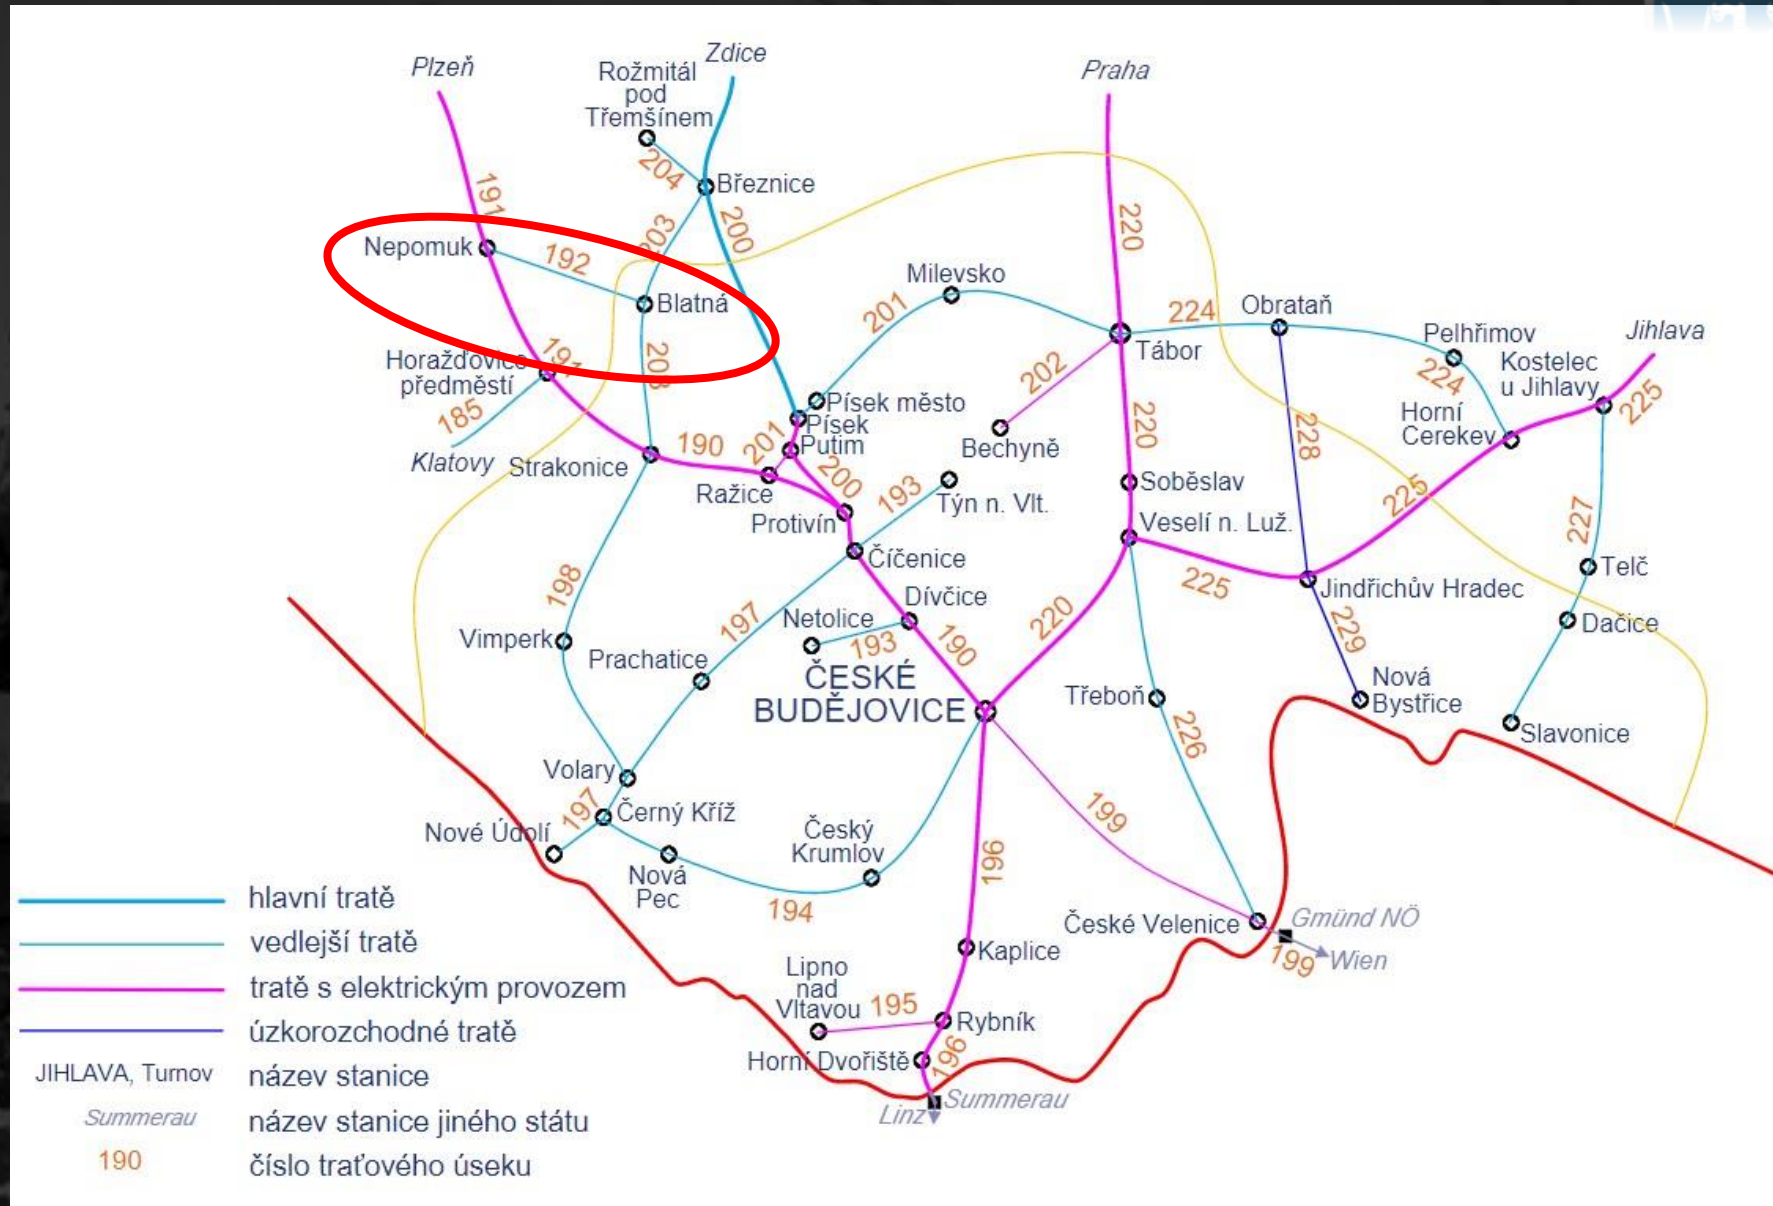 Plzeň
Zdice
Rožmitál
pod
Třemšínem
Praha
204
Březnice
191
203
200
220
Nepomuk
192
Blatná
Milevsko
201
224
Obrataň
Pelhřimov
Jihlava
Kostelec
u Jihlavy
Tábor
191
203
Horažďovice
předměstí
202
224
225
185
Klatovy
Písek město
Písek
Putim
Bechyně
Horní
Cerekev
228
220
190
201
Strakonice
Ražice
200
193
Týn n. Vlt.
Soběslav
225
Protivín
Veselí n. Luž.
227
Číčenice
198
225
Jindřichův Hradec
Telč
Dívčice
Netolice
193
197
190
220
229
Dačice
Vimperk
Prachatice
ČESKÉ
BUDĚJOVICE
Třeboň
Nová
Bystřice
226
Slavonice
Volary
197
Černý Kříž
Nové Údolí
Český
Krumlov
199
196
Nová
Pec
194
hlavní tratě
České Velenice
Gmünd NÖ
vedlejší tratě
Kaplice
199
Wien
tratě s elektrickým provozem
Lipno
nad
Vltavou
195
Rybník
úzkorozchodné tratě
Horní Dvořiště
196
JIHLAVA, Turnov
název stanice
Summerau
Linz
Summerau
název stanice jiného státu
190
číslo traťového úseku